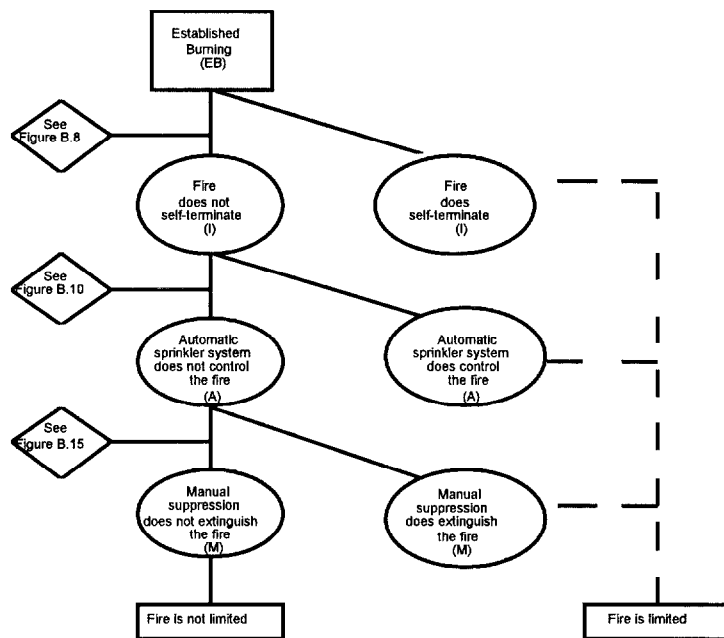 Established
Burning
(EB)
See
Figure B.8
Fire
does not
self-terminate
(I)
Fire
does
self-terminate
(I)
See
Figure B.10
Automatic
sprinkler system
does not control
the fire
(A)
Automatic
sprinkler system
does control
the fire
(A)
See
Figure B.15
Manual
suppression
does not extinguish
the fire
(M)
Manual
suppression
does extinguish
the fire
(M)
Fire is not limited
Fire is limited